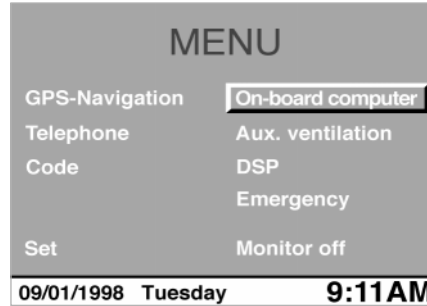 MENU
GPS-Navigation On-board computer
Telephone Aux. ventilation
Code DSP
Emergency
Set Monitor off
09/01/1998 Tuesday 9:11AM